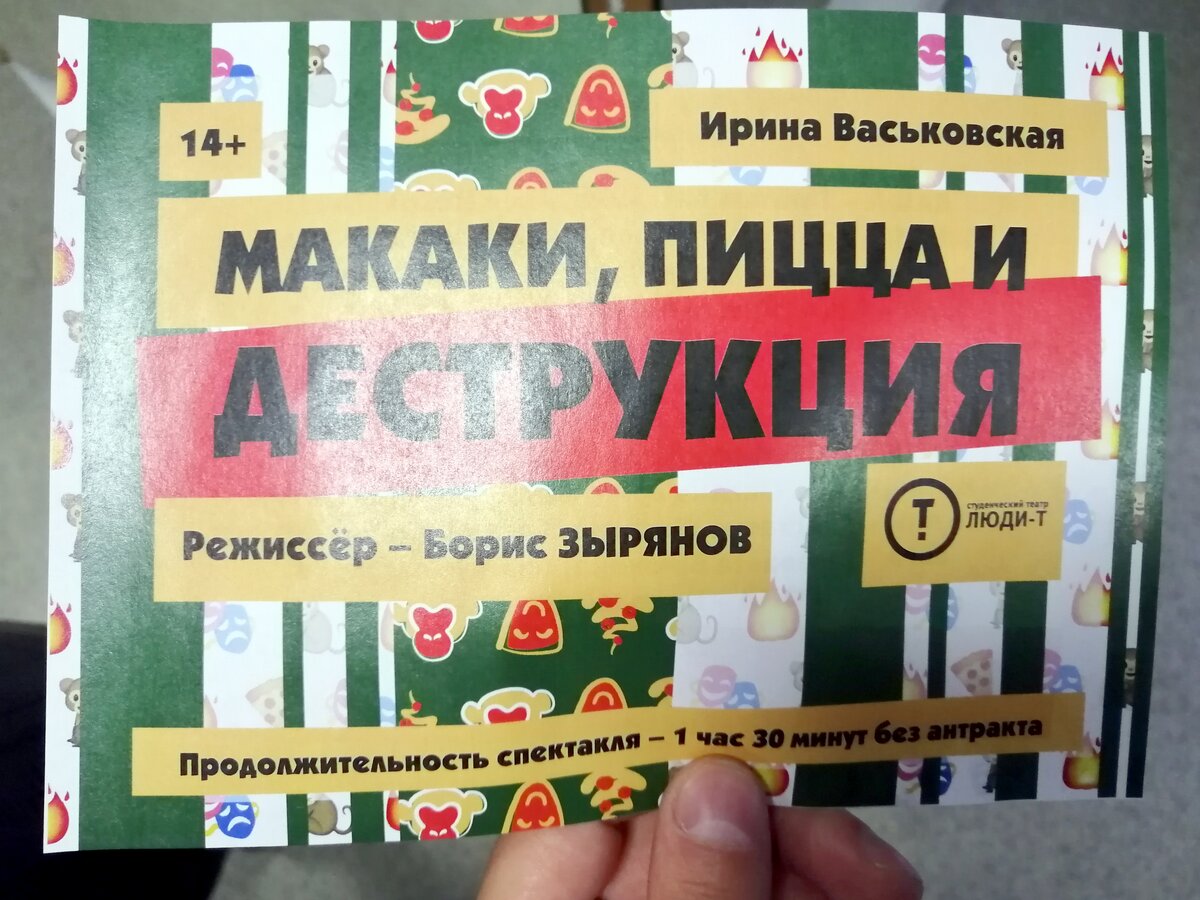 14+
Ирина Васьковская
МАКАКИ, ПИЦЦА И
ДЕСТРУКЦИЯ
Режиссёр – Борис ЗЫРЯНОВ
Т!
студенческий театр
ЛЮДИ-Т
Продолжительность спектакля – 1 час 30 минут без антракта